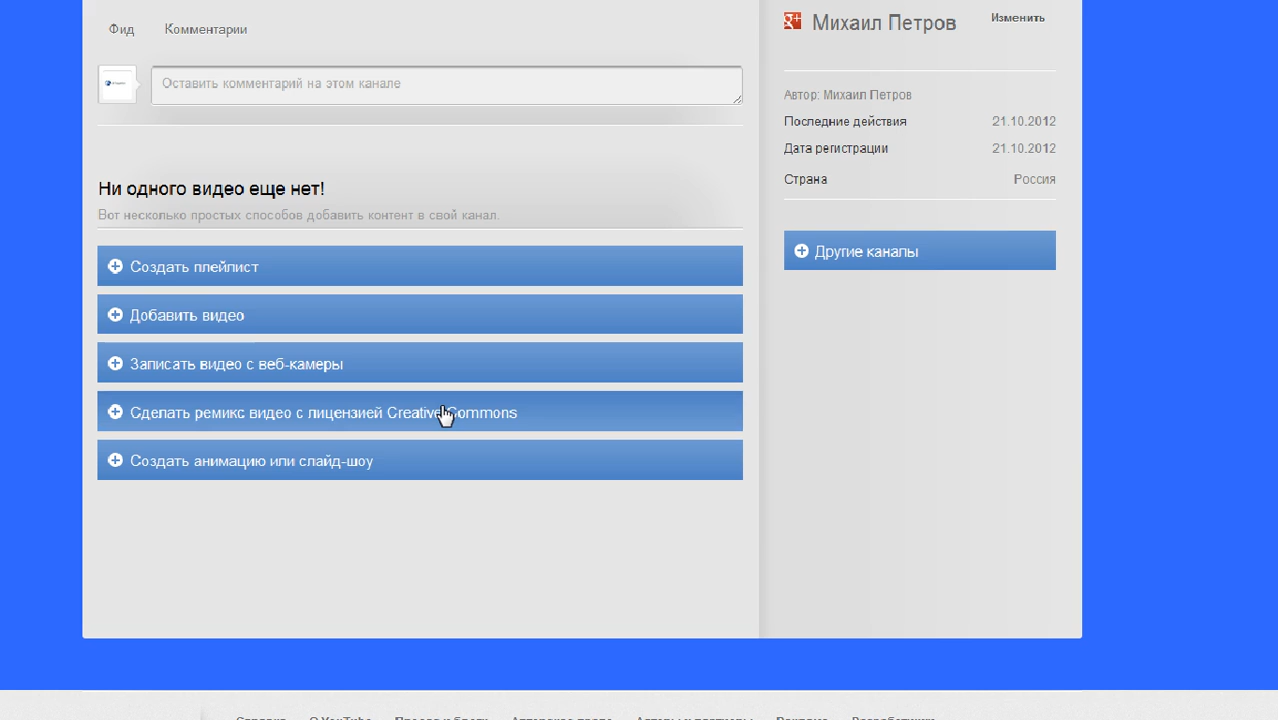 Фид Комментарии
Оставить комментарий на этом канале
Ни одного видео еще нет!
Вот несколько простых способов добавить контент в свой канал.
Создать плейлист
Добавить видео
Записать видео с веб-камеры
Сделать ремикс видео с лицензией Creative Commons
Создать анимацию или слайд-шоу
g+ Михаил Петров Изменить
Автор: Михаил Петров
Последние действия 21.10.2012
Дата регистрации 21.10.2012
Страна Россия
Другие каналы